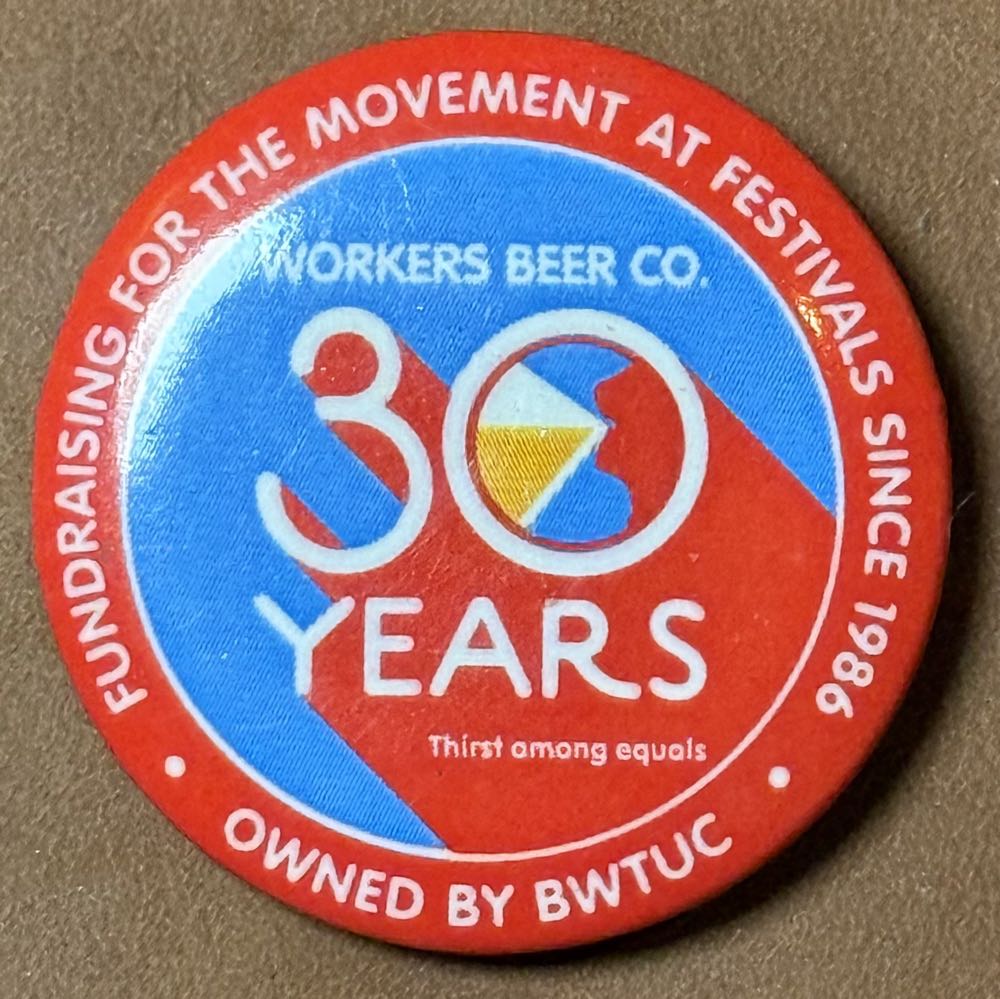 FUNDRAISING FOR THE MOVEMENT AT FESTIVALS SINCE 1986
WORKERS BEER CO.
30
YEARS
Thirst among equals
• OWNED BY BWTUC •